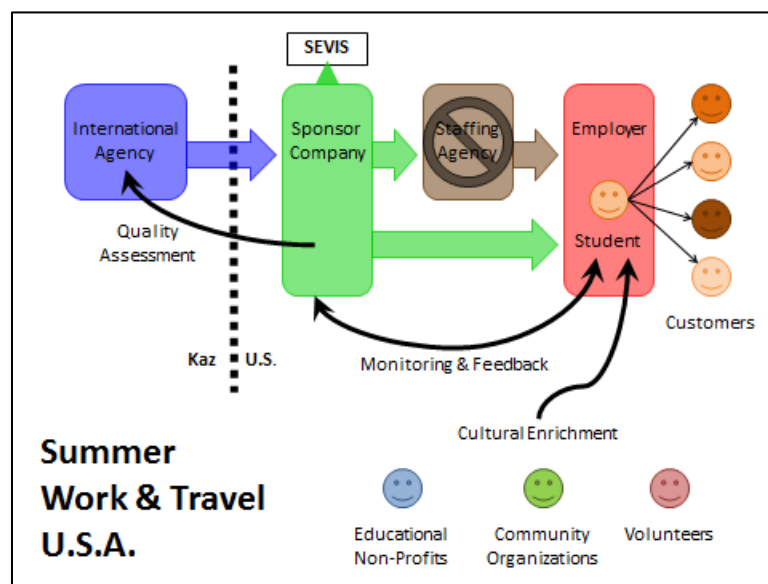 SEVIS
International
Agency
Sponsor
Company
Staffing
Agency
Employer
Student
Quality
Assessment
Customers
Kaz
U.S.
Monitoring & Feedback
Cultural Enrichment
Summer
Work & Travel
U.S.A.
Educational
Non-Profits
Community
Organizations
Volunteers